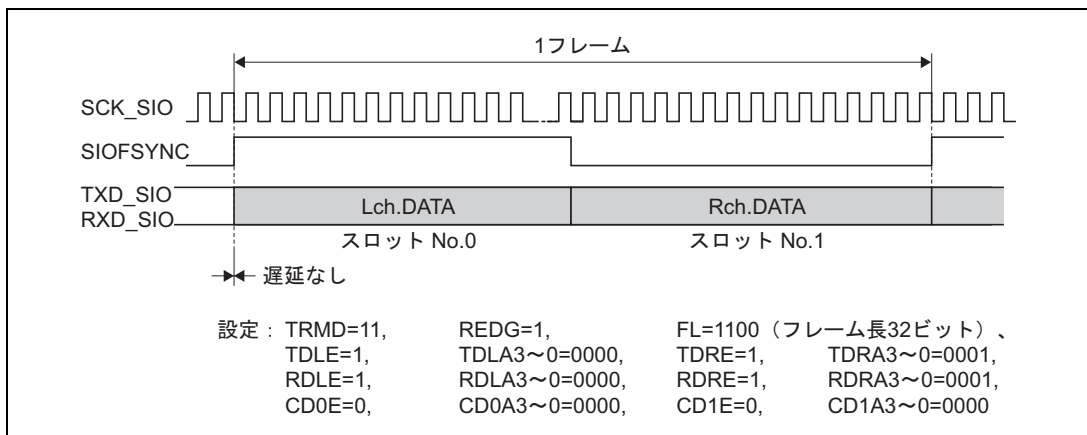 1フレーム
SCK_SIO
SIOFSYNC
TXD_SIO
RXD_SIO
Lch.DATA Rch.DATA
スロット No.0 スロット No.1
遅延なし
設定： TRMD=11, REDG=1, FL=1100（フレーム長32ビット）、
TDLE=1, TDLA3～0=0000, TDRE=1, TDRA3～0=0001,
RDLE=1, RDLA3～0=0000, RDRE=1, RDRA3～0=0001,
CD0E=0, CD0A3～0=0000, CD1E=0, CD1A3～0=0000